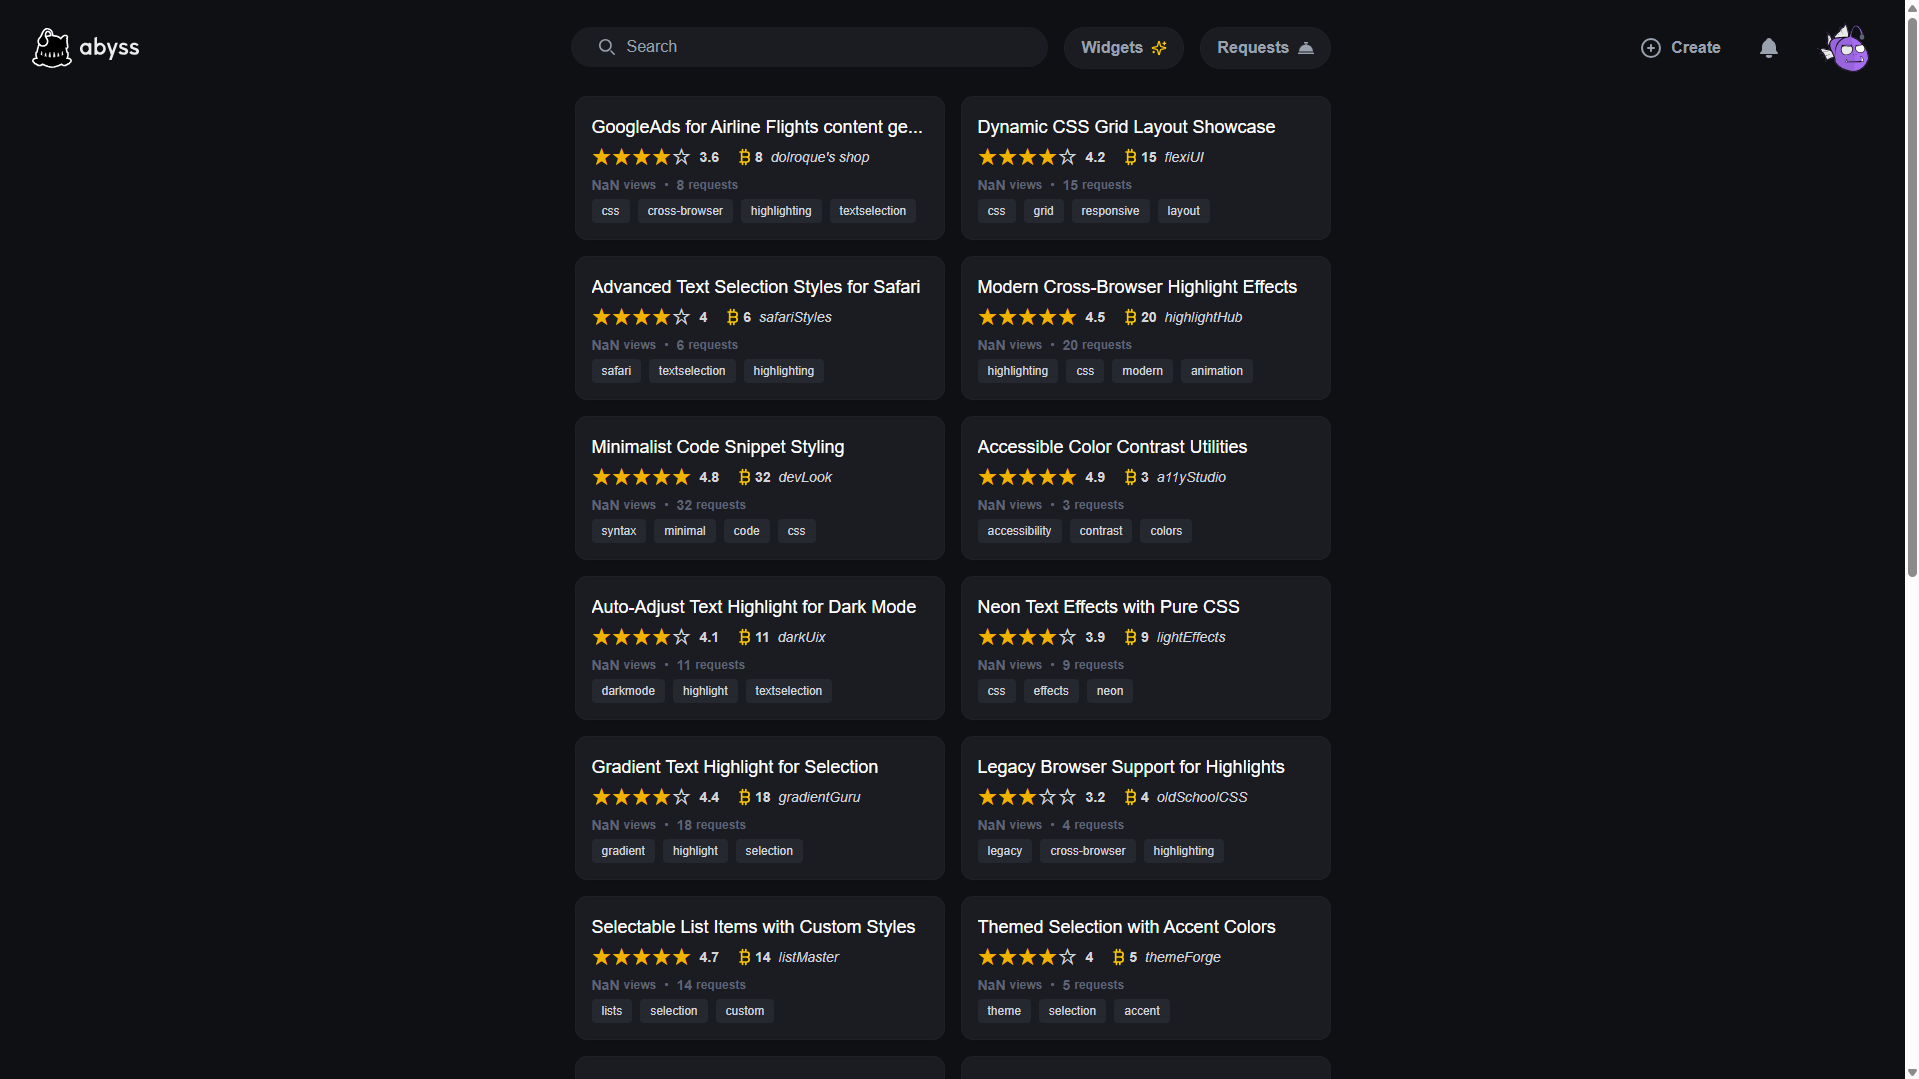 abyss
Search
Widgets
Requests
Create
GoogleAds for Airline Flights content ge...
3.6 8 dolroque's shop
NaN views • 8 requests
css cross-browser highlighting textselection
Dynamic CSS Grid Layout Showcase
4.2 15 flexiUI
NaN views • 15 requests
css grid responsive layout
Advanced Text Selection Styles for Safari
4 6 safariStyles
NaN views • 6 requests
safari textselection highlighting
Modern Cross-Browser Highlight Effects
4.5 20 highlightHub
NaN views • 20 requests
highlighting css modern animation
Minimalist Code Snippet Styling
4.8 32 devLook
NaN views • 32 requests
syntax minimal code css
Accessible Color Contrast Utilities
4.9 3 a11yStudio
NaN views • 3 requests
accessibility contrast colors
Auto-Adjust Text Highlight for Dark Mode
4.1 11 darkUix
NaN views • 11 requests
darkmode highlight textselection
Neon Text Effects with Pure CSS
3.9 9 lightEffects
NaN views • 9 requests
css effects neon
Gradient Text Highlight for Selection
4.4 18 gradientGuru
NaN views • 18 requests
gradient highlight selection
Legacy Browser Support for Highlights
3.2 4 oldSchoolCSS
NaN views • 4 requests
legacy cross-browser highlighting
Selectable List Items with Custom Styles
4.7 14 listMaster
NaN views • 14 requests
lists selection custom
Themed Selection with Accent Colors
4 5 themeForge
NaN views • 5 requests
theme selection accent